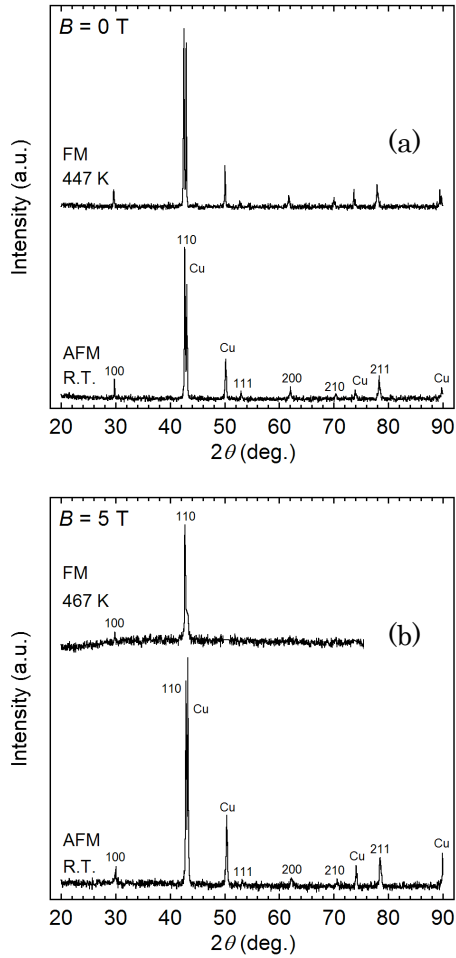 B = 0 T
(a)
FM
447 K
Intensity (a.u.)
110
Cu
AFM
R.T.
100
Cu
111
200
210
Cu
211
Cu
20 30 40 50 60 70 80 90
2θ (deg.)
B = 5 T
110
FM
467 K
100
(b)
Intensity (a.u.)
110
Cu
AFM
R.T.
100
Cu
111
200
210
Cu
211
Cu
20 30 40 50 60 70 80 90
2θ (deg.)